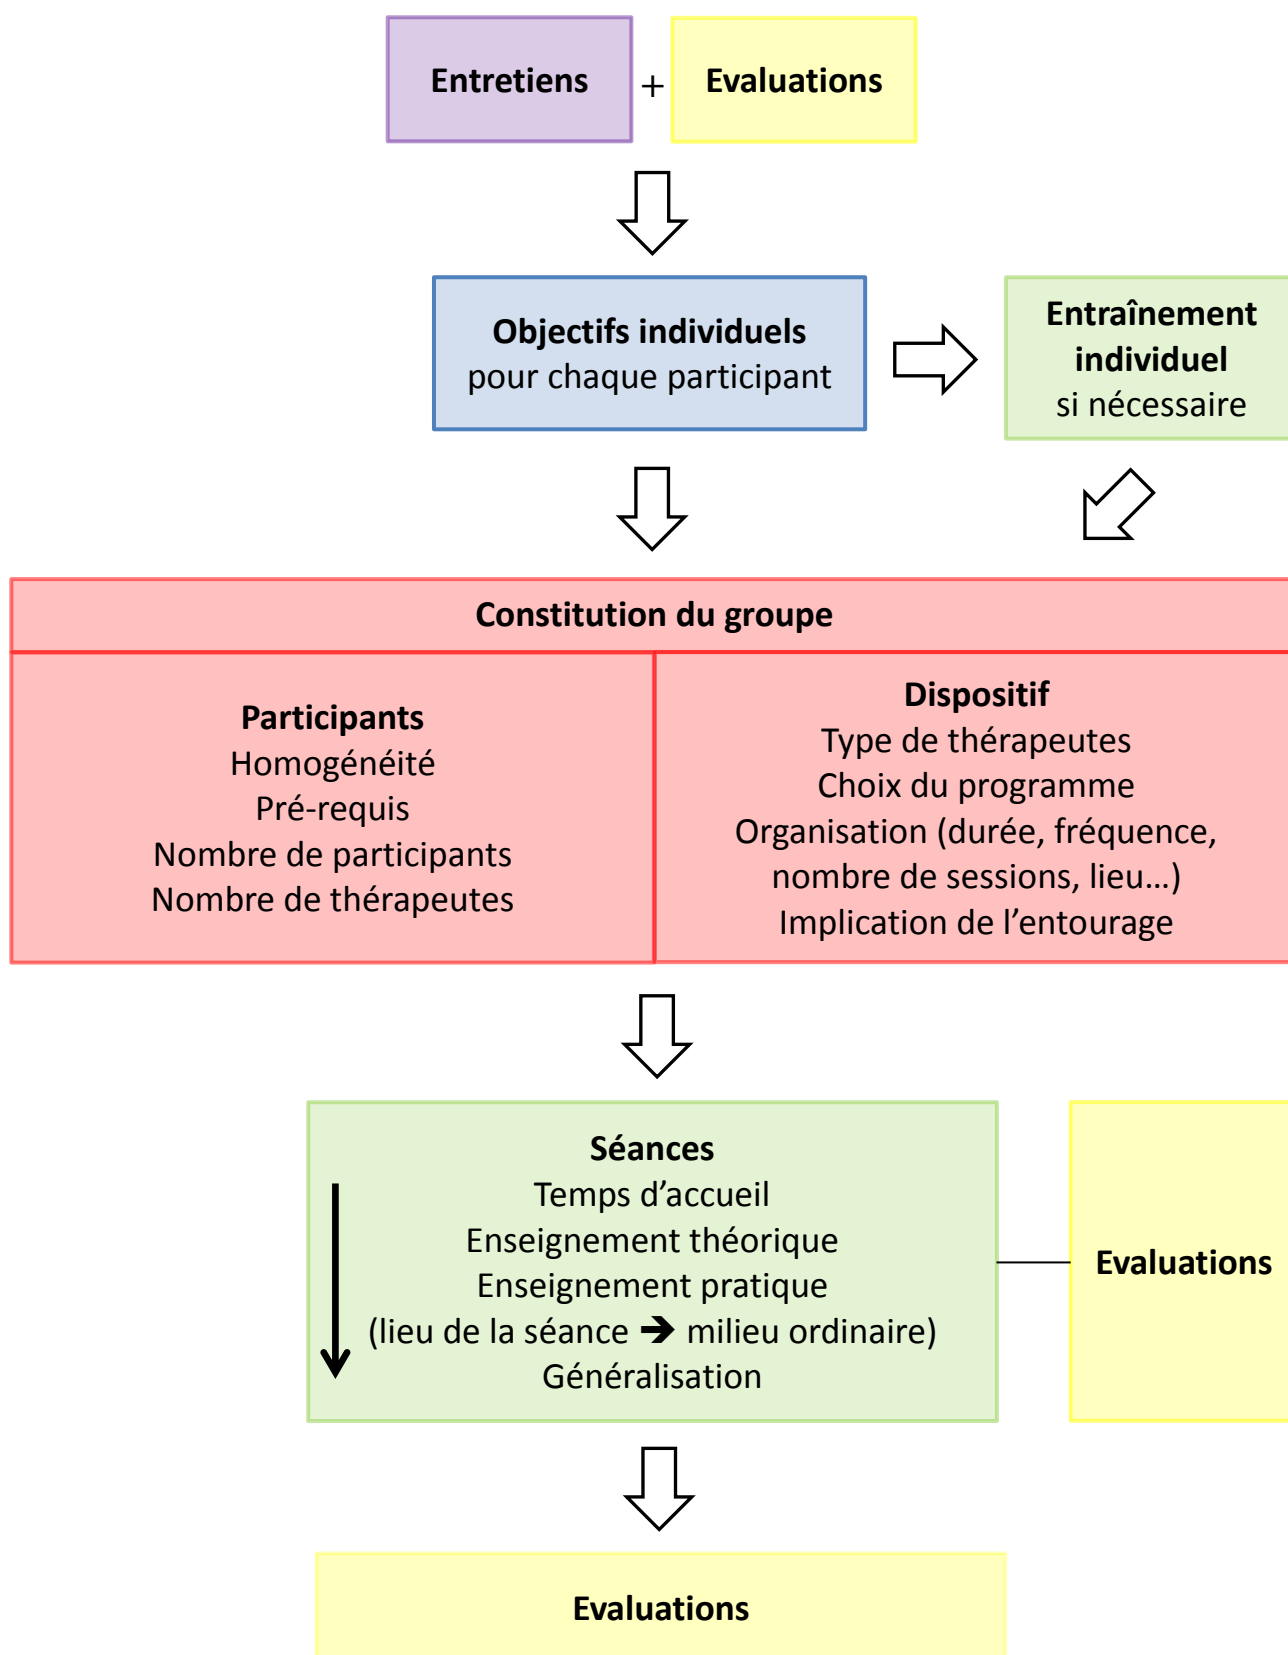 Entretiens
+
Evaluations
Objectifs individuels
pour chaque participant
Entraînement
individuel
si nécessaire
Constitution du groupe
Participants
Homogénéité
Pré-requis
Nombre de participants
Nombre de thérapeutes
Dispositif
Type de thérapeutes
Choix du programme
Organisation (durée, fréquence,
nombre de sessions, lieu…)
Implication de l’entourage
Séances
Temps d’accueil
Enseignement théorique
Enseignement pratique
(lieu de la séance ➔ milieu ordinaire)
Généralisation
Evaluations
Evaluations